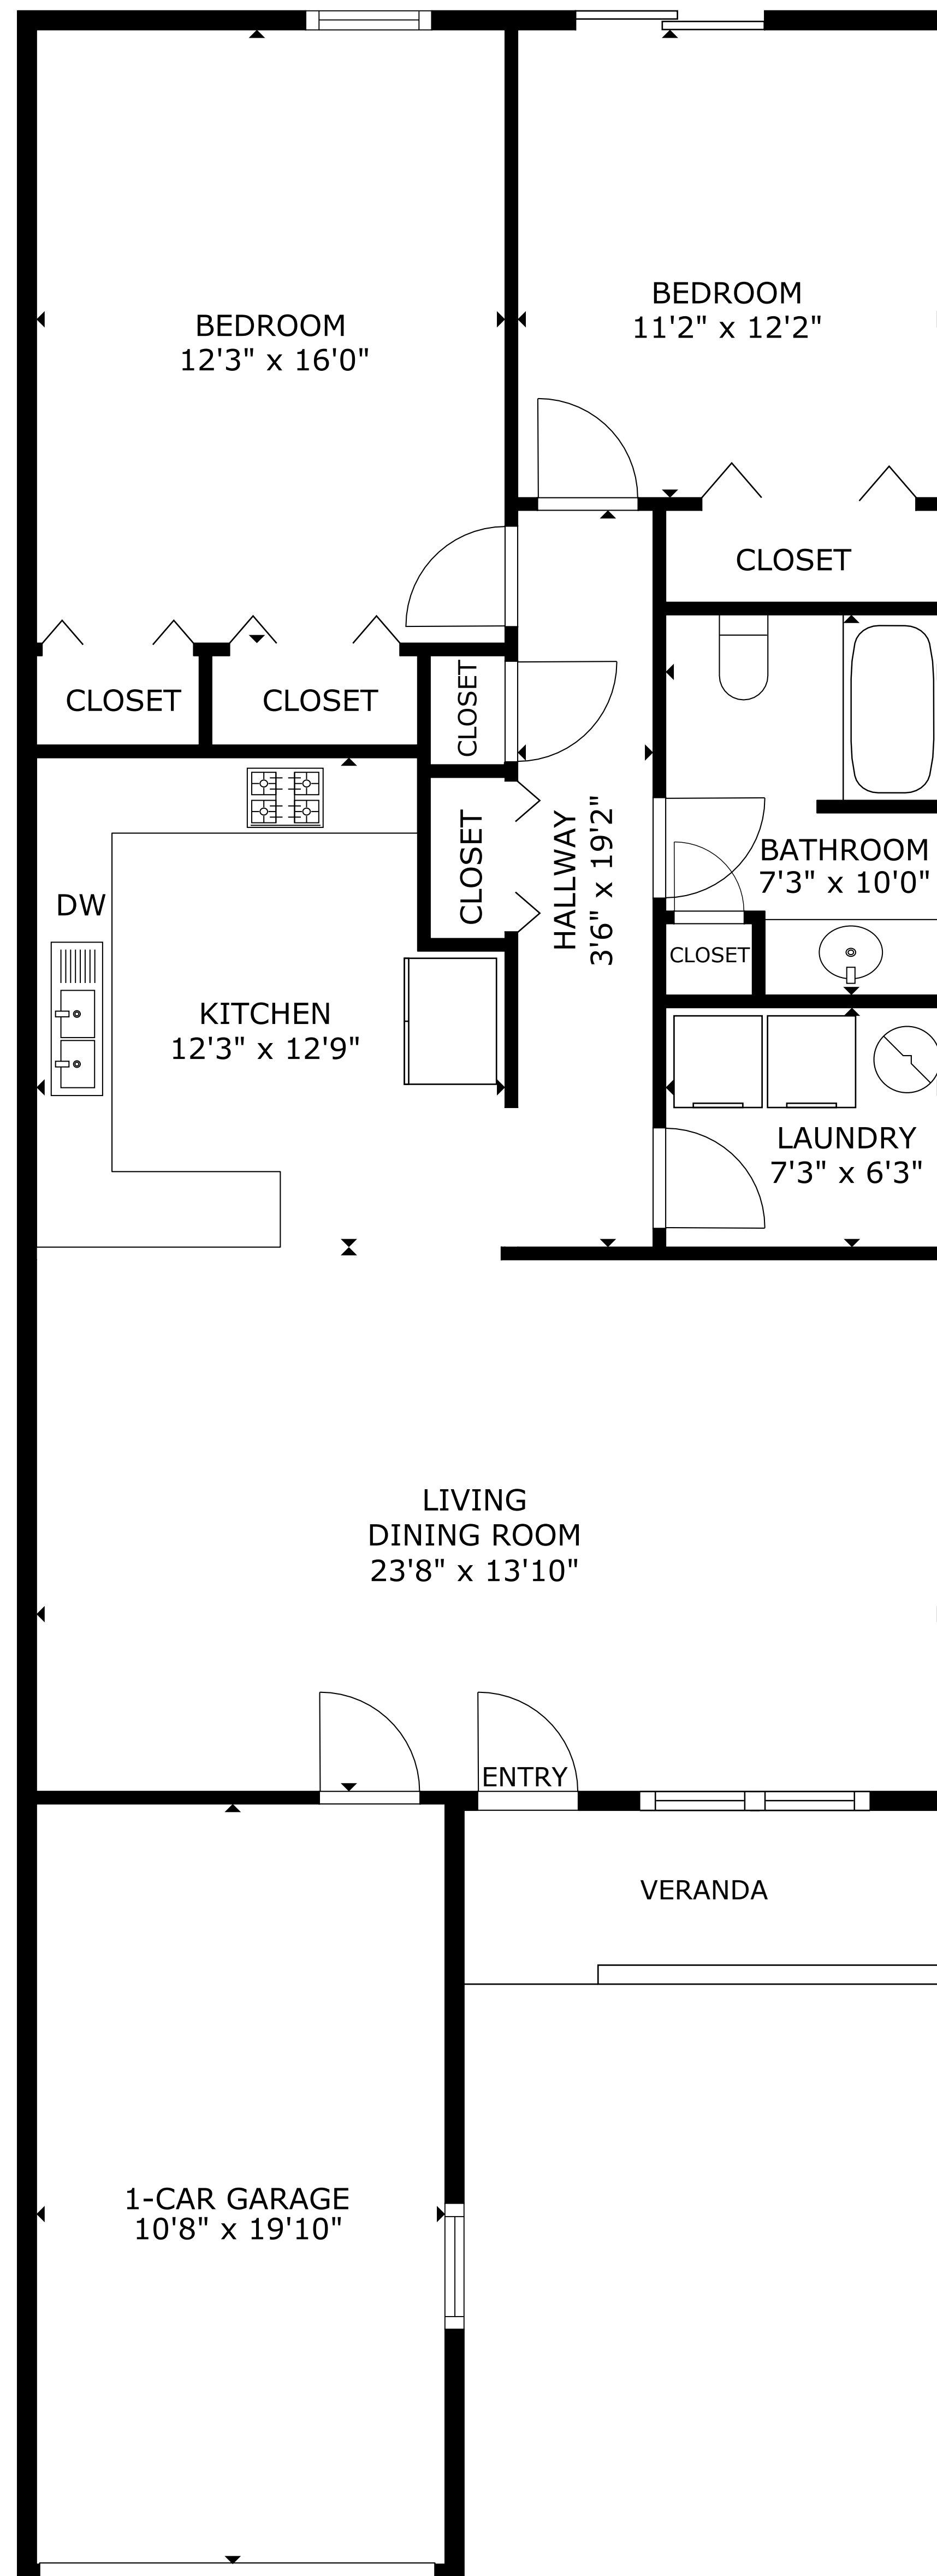 BEDROOM
12'3" x 16'0"
BEDROOM
11'2" x 12'2"
CLOSET
CLOSET
CLOSET
CLOSET
CLOSET
HALLWAY
3'6" x 19'2"
BATHROOM
7'3" x 10'0"
CLOSET
DW
KITCHEN
12'3" x 12'9"
LAUNDRY
7'3" x 6'3"
LIVING
DINING ROOM
23'8" x 13'10"
ENTRY
VERANDA
1-CAR GARAGE
10'8" x 19'10"